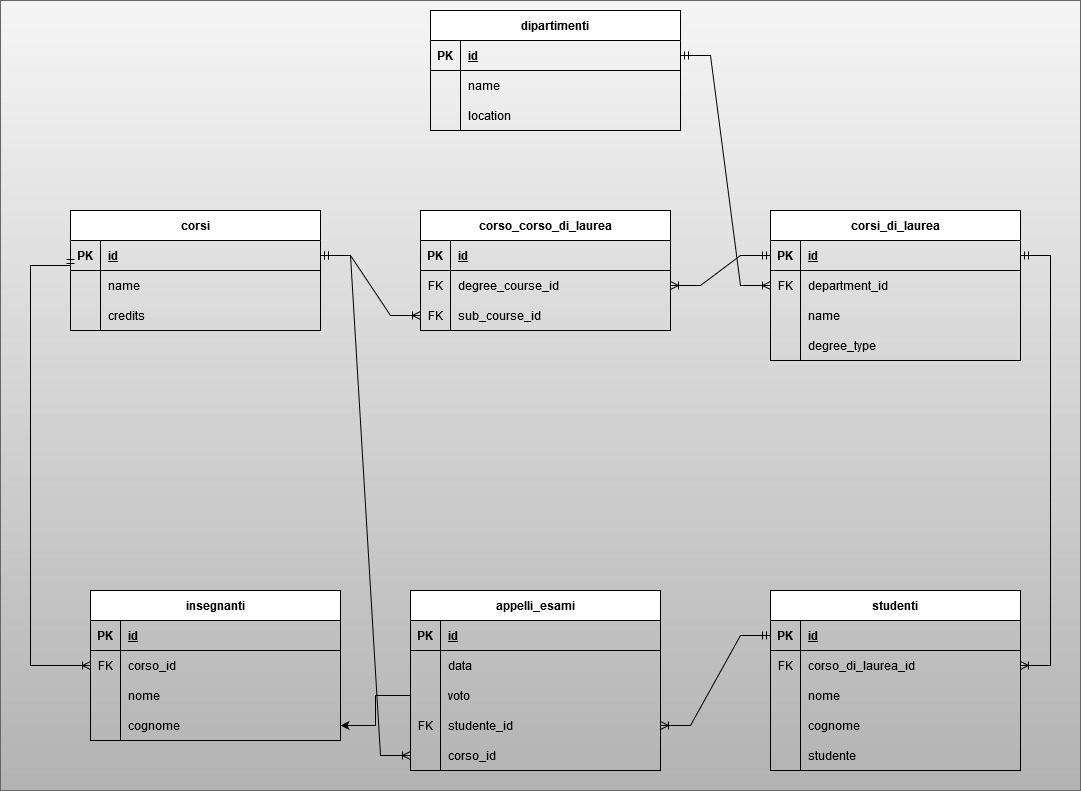 dipartimenti
PK id
name
location
corsi
PK id
name
credits
corso_corso_di_laurea
PK id
FK degree_course_id
FK sub_course_id
corsi_di_laurea
PK id
FK department_id
name
degree_type
insegnanti
PK id
FK corso_id
nome
cognome
appelli_esami
PK id
data
voto
FK studente_id
corso_id
studenti
PK id
FK corso_di_laurea_id
nome
cognome
studente